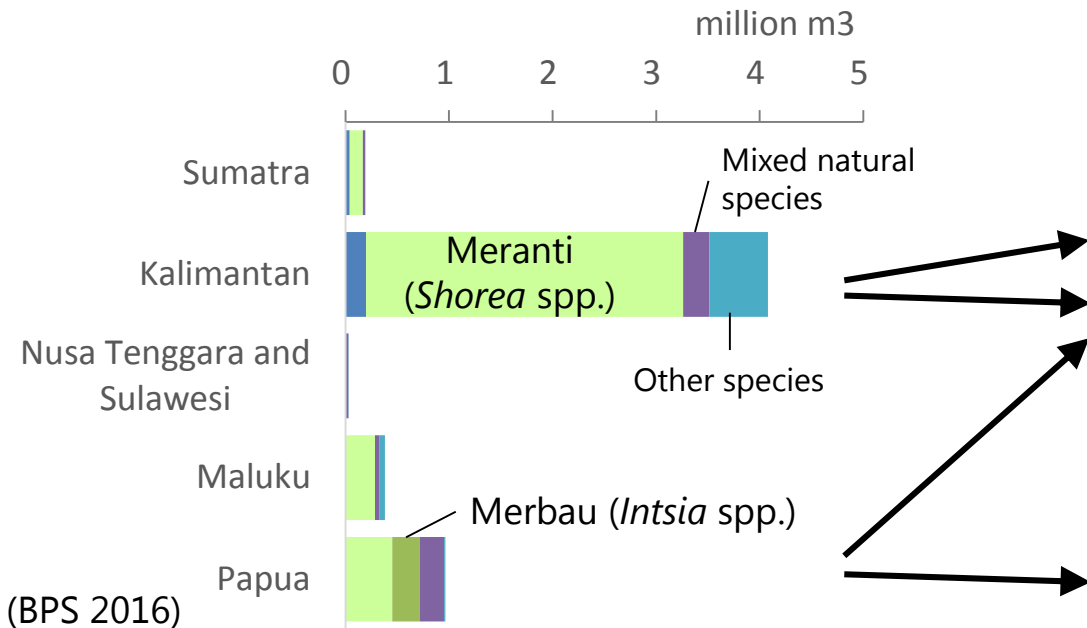 million m3
0 1 2 3 4 5
Mixed natural
species
Sumatra
Meranti
(Shorea spp.)
Kalimantan
Other species
Nusa Tenggara and
Sulawesi
Maluku
Merbau (Intsia spp.)
Papua
(BPS 2016)